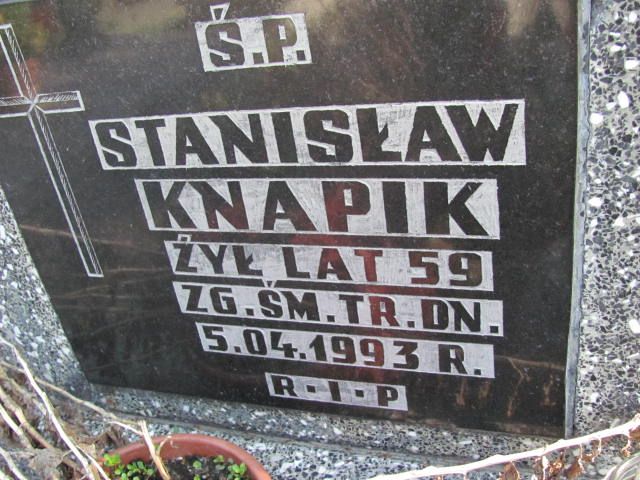 Ś.P.
STANISŁAW
KNAPIK
ŻYŁ LAT 59
ZG.ŚM.TR.DN.
5.04.1993 R.
R·I·P